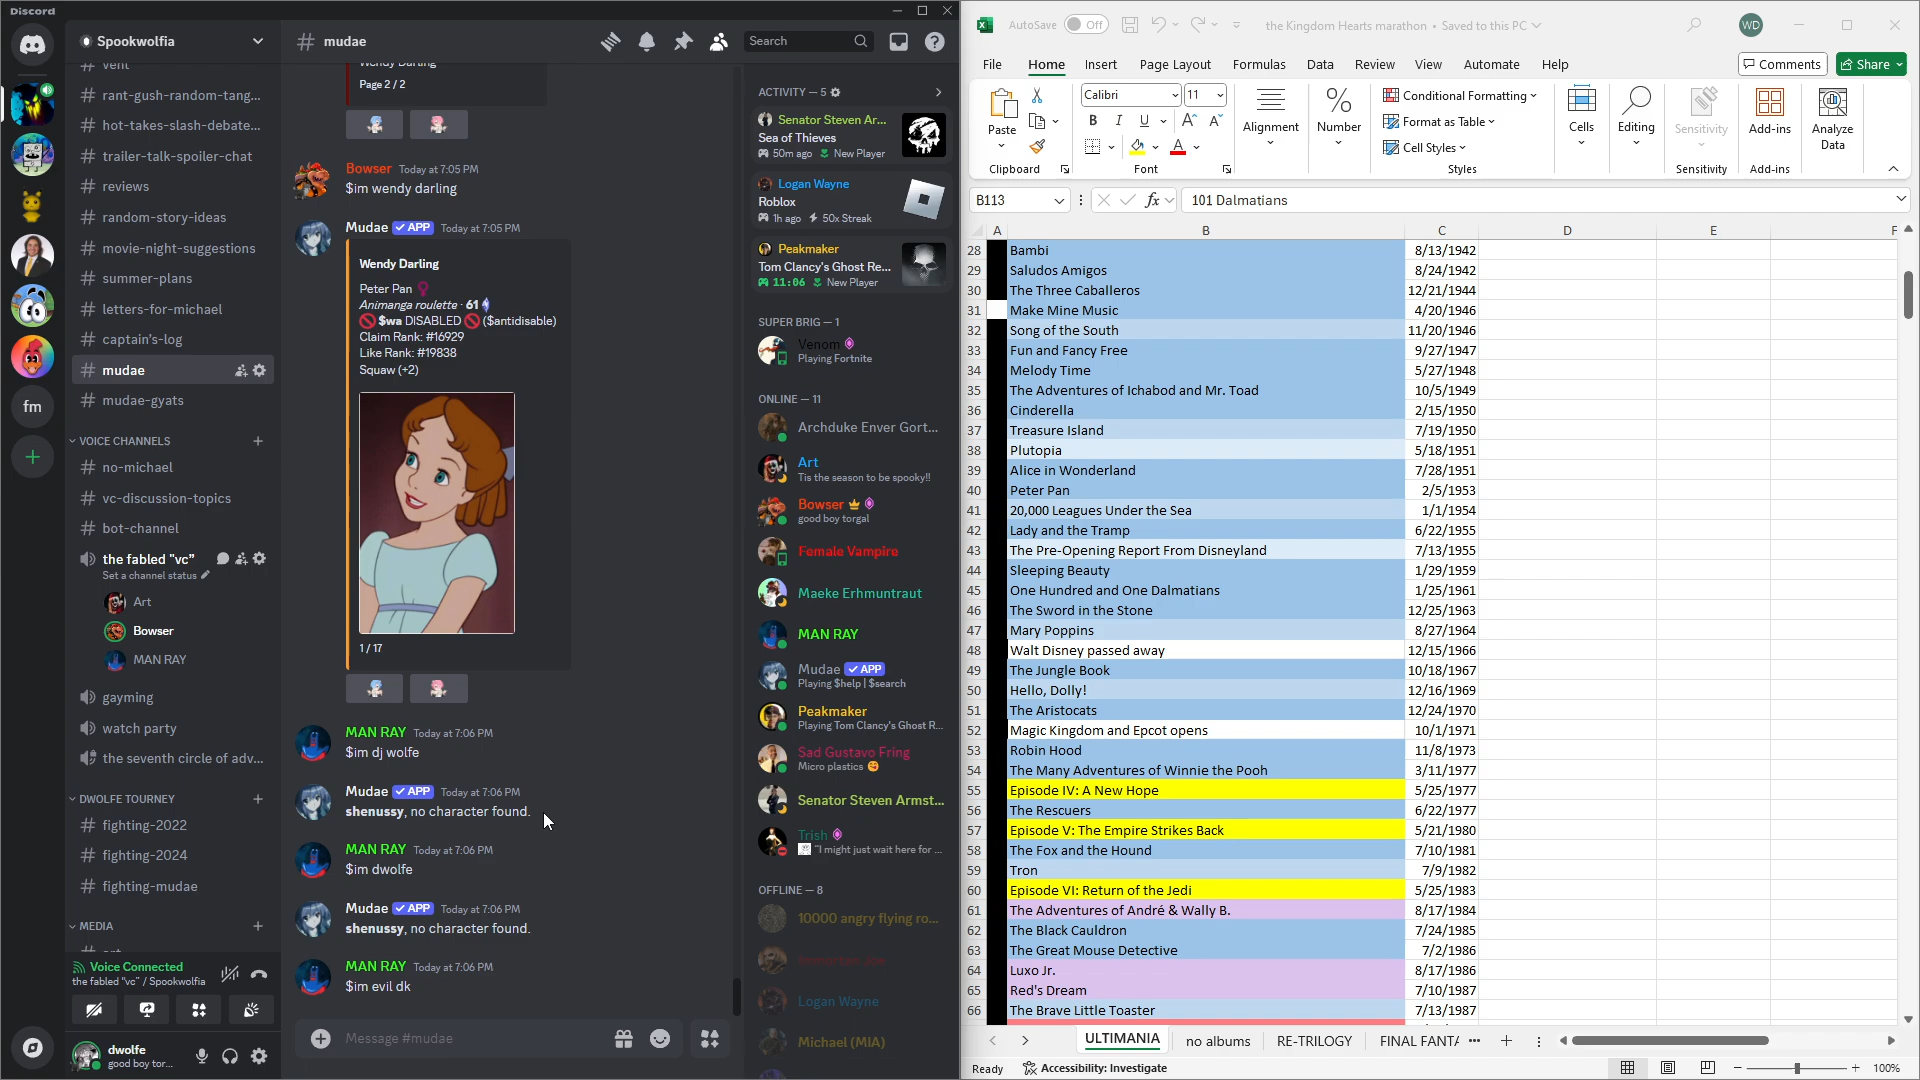 Discord
Spookwolfia
vent
rant-gush-random-tang...
hot-takes-slash-debate...
trailer-talk-spoiler-chat
reviews
random-story-ideas
movie-night-suggestions
summer-plans
letters-for-michael
captain's-log
mudae
mudae-gyats
fm
VOICE CHANNELS
no-michael
vc-discussion-topics
bot-channel
the fabled "vc"
Set a channel status
Art
Bowser
MAN RAY
gayming
watch party
the seventh circle of adv...
DWOLFE TOURNEY
fighting-2022
fighting-2024
fighting-mudae
MEDIA
Voice Connected
the fabled "vc" / Spookwolfia
dwolfe
good boy tor...
# mudae
Search
Wendy Darling
Page 2 / 2
Bowser Today at 7:05 PM
$im wendy darling
Mudae APP Today at 7:05 PM
Wendy Darling
Peter Pan
Animanga roulette · 61
$wa DISABLED ($antidisable)
Claim Rank: #16929
Like Rank: #19838
Squaw (+2)
1 / 17
MAN RAY Today at 7:06 PM
$im dj wolfe
Mudae APP Today at 7:06 PM
shenussy, no character found.
MAN RAY Today at 7:06 PM
$im dwolfe
Mudae APP Today at 7:06 PM
shenussy, no character found.
MAN RAY Today at 7:06 PM
$im evil dk
Message #mudae
ACTIVITY — 5
Senator Steven Ar...
Sea of Thieves
50m ago New Player
Logan Wayne
Roblox
1h ago 50x Streak
Peakmaker
Tom Clancy's Ghost Re...
11:06 New Player
SUPER BRIG — 1
Venom
Playing Fortnite
ONLINE — 11
Archduke Enver Gort...
Art
Tis the season to be spooky!!
Bowser
good boy torgal
Female Vampire
Maeke Erhmuntraut
MAN RAY
Mudae APP
Playing $help | $search
Peakmaker
Playing Tom Clancy's Ghost R...
Sad Gustavo Fring
Micro plastics
Senator Steven Armst...
Trish
"I might just wait here for ...
OFFLINE — 8
10000 angry flying ro...
Logan Wayne
Michael (MIA)
AutoSave Off
the Kingdom Hearts marathon • Saved to this PC
WD
File Home Insert Page Layout Formulas Data Review View Automate Help
Comments
Share
Paste
Clipboard
Calibri 11
B I U
Font
Alignment
Number
Conditional Formatting
Format as Table
Cell Styles
Styles
Cells
Editing
Sensitivity
Sensitivity
Add-ins
Add-ins
Analyze Data
B113 fx 101 Dalmatians
A B C D E F
28 Bambi 8/13/1942
29 Saludos Amigos 8/24/1942
30 The Three Caballeros 12/21/1944
31 Make Mine Music 4/20/1946
32 Song of the South 11/20/1946
33 Fun and Fancy Free 9/27/1947
34 Melody Time 5/27/1948
35 The Adventures of Ichabod and Mr. Toad 10/5/1949
36 Cinderella 2/15/1950
37 Treasure Island 7/19/1950
38 Plutopia 5/18/1951
39 Alice in Wonderland 7/28/1951
40 Peter Pan 2/5/1953
41 20,000 Leagues Under the Sea 1/1/1954
42 Lady and the Tramp 6/22/1955
43 The Pre-Opening Report From Disneyland 7/13/1955
44 Sleeping Beauty 1/29/1959
45 One Hundred and One Dalmatians 1/25/1961
46 The Sword in the Stone 12/25/1963
47 Mary Poppins 8/27/1964
48 Walt Disney passed away 12/15/1966
49 The Jungle Book 10/18/1967
50 Hello, Dolly! 12/16/1969
51 The Aristocats 12/24/1970
52 Magic Kingdom and Epcot opens 10/1/1971
53 Robin Hood 11/8/1973
54 The Many Adventures of Winnie the Pooh 3/11/1977
55 Episode IV: A New Hope 5/25/1977
56 The Rescuers 6/22/1977
57 Episode V: The Empire Strikes Back 5/21/1980
58 The Fox and the Hound 7/10/1981
59 Tron 7/9/1982
60 Episode VI: Return of the Jedi 5/25/1983
61 The Adventures of André & Wally B. 8/17/1984
62 The Black Cauldron 7/24/1985
63 The Great Mouse Detective 7/2/1986
64 Luxo Jr. 8/17/1986
65 Red's Dream 7/10/1987
66 The Brave Little Toaster 7/13/1987
ULTIMANIA no albums RE-TRILOGY FINAL FANTA ...
Ready Accessibility: Investigate 100%